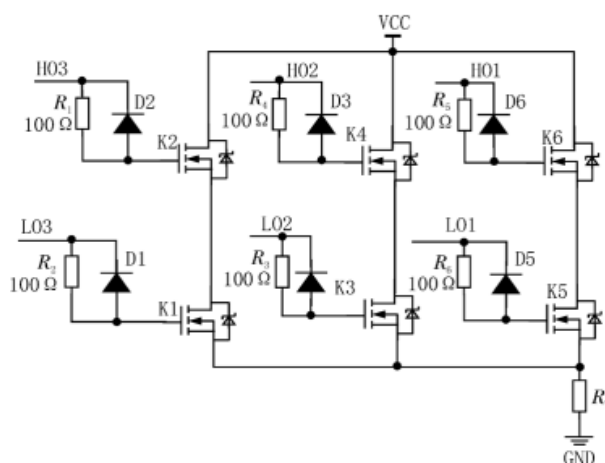 VCC
HO3
HO2
HO1
R1
100 Ω
D2
K2
R4
100 Ω
D3
K4
R5
100 Ω
D6
K6
LO3
LO2
LO1
R2
100 Ω
D1
K1
R3
100 Ω
K3
R6
100 Ω
D5
K5
R
GND